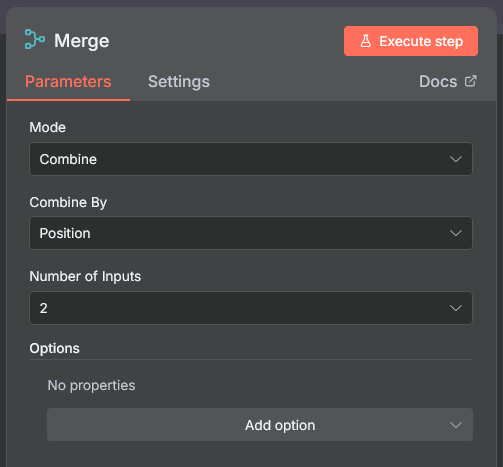 Merge
Execute step
Parameters
Settings
Docs
Mode
Combine
Combine By
Position
Number of Inputs
2
Options
No properties
Add option